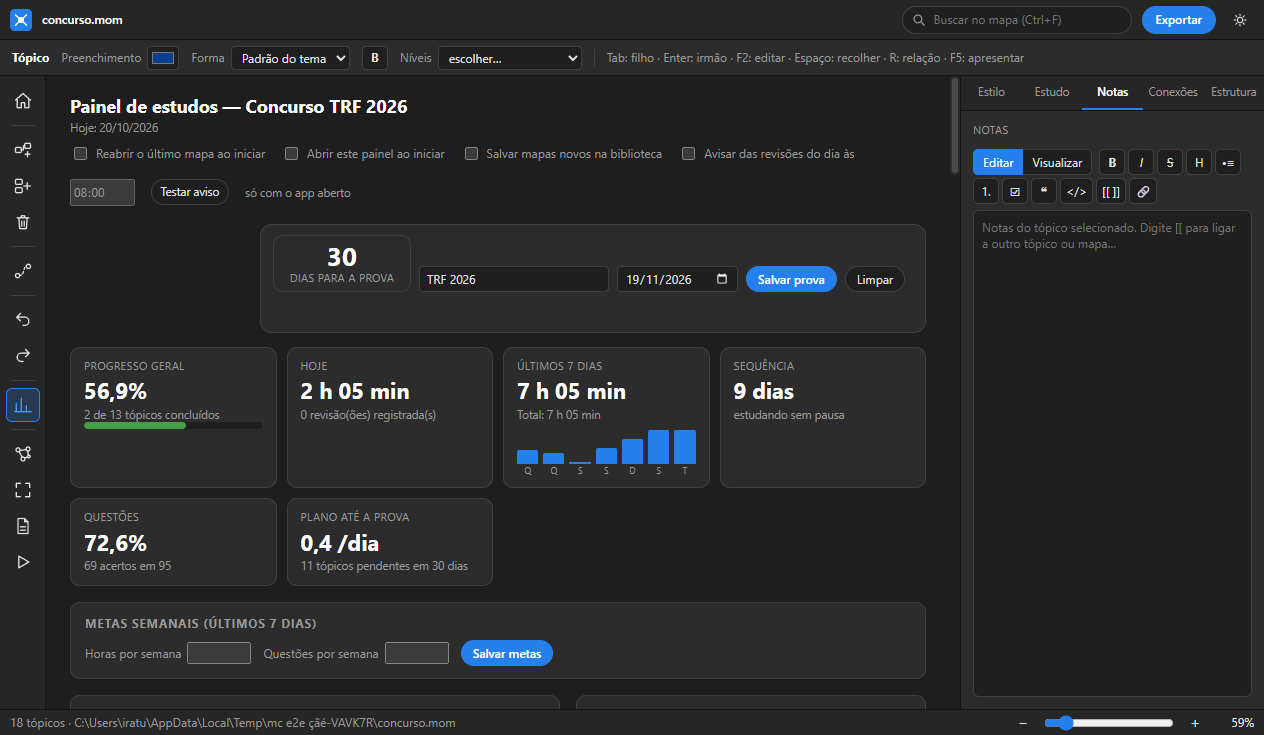 concurso.mom
Buscar no mapa (Ctrl+F)
Exportar
Tópico Preenchimento Forma Padrão do tema B Níveis escolher... Tab: filho · Enter: irmão · F2: editar · Espaço: recolher · R: relação · F5: apresentar
Painel de estudos — Concurso TRF 2026
Hoje: 20/10/2026
Reabrir o último mapa ao iniciar Abrir este painel ao iniciar Salvar mapas novos na biblioteca Avisar das revisões do dia às
08:00 Testar aviso só com o app aberto
30
DIAS PARA A PROVA
TRF 2026 19/11/2026 Salvar prova Limpar
PROGRESSO GERAL
56,9%
2 de 13 tópicos concluídos
HOJE
2 h 05 min
0 revisão(ões) registrada(s)
ÚLTIMOS 7 DIAS
7 h 05 min
Total: 7 h 05 min
Q Q S S D S T
SEQUÊNCIA
9 dias
estudando sem pausa
QUESTÕES
72,6%
69 acertos em 95
PLANO ATÉ A PROVA
0,4 /dia
11 tópicos pendentes em 30 dias
METAS SEMANAIS (ÚLTIMOS 7 DIAS)
Horas por semana Questões por semana Salvar metas
Estilo Estudo Notas Conexões Estrutura
NOTAS
Editar Visualizar B I S H •≡
1. ☑ ❝ </> [[ ]]
Notas do tópico selecionado. Digite [[ para ligar
a outro tópico ou mapa...
18 tópicos · C:\Users\iratu\AppData\Local\Temp\mc e2e çãé-VAVK7R\concurso.mom
− + 59%